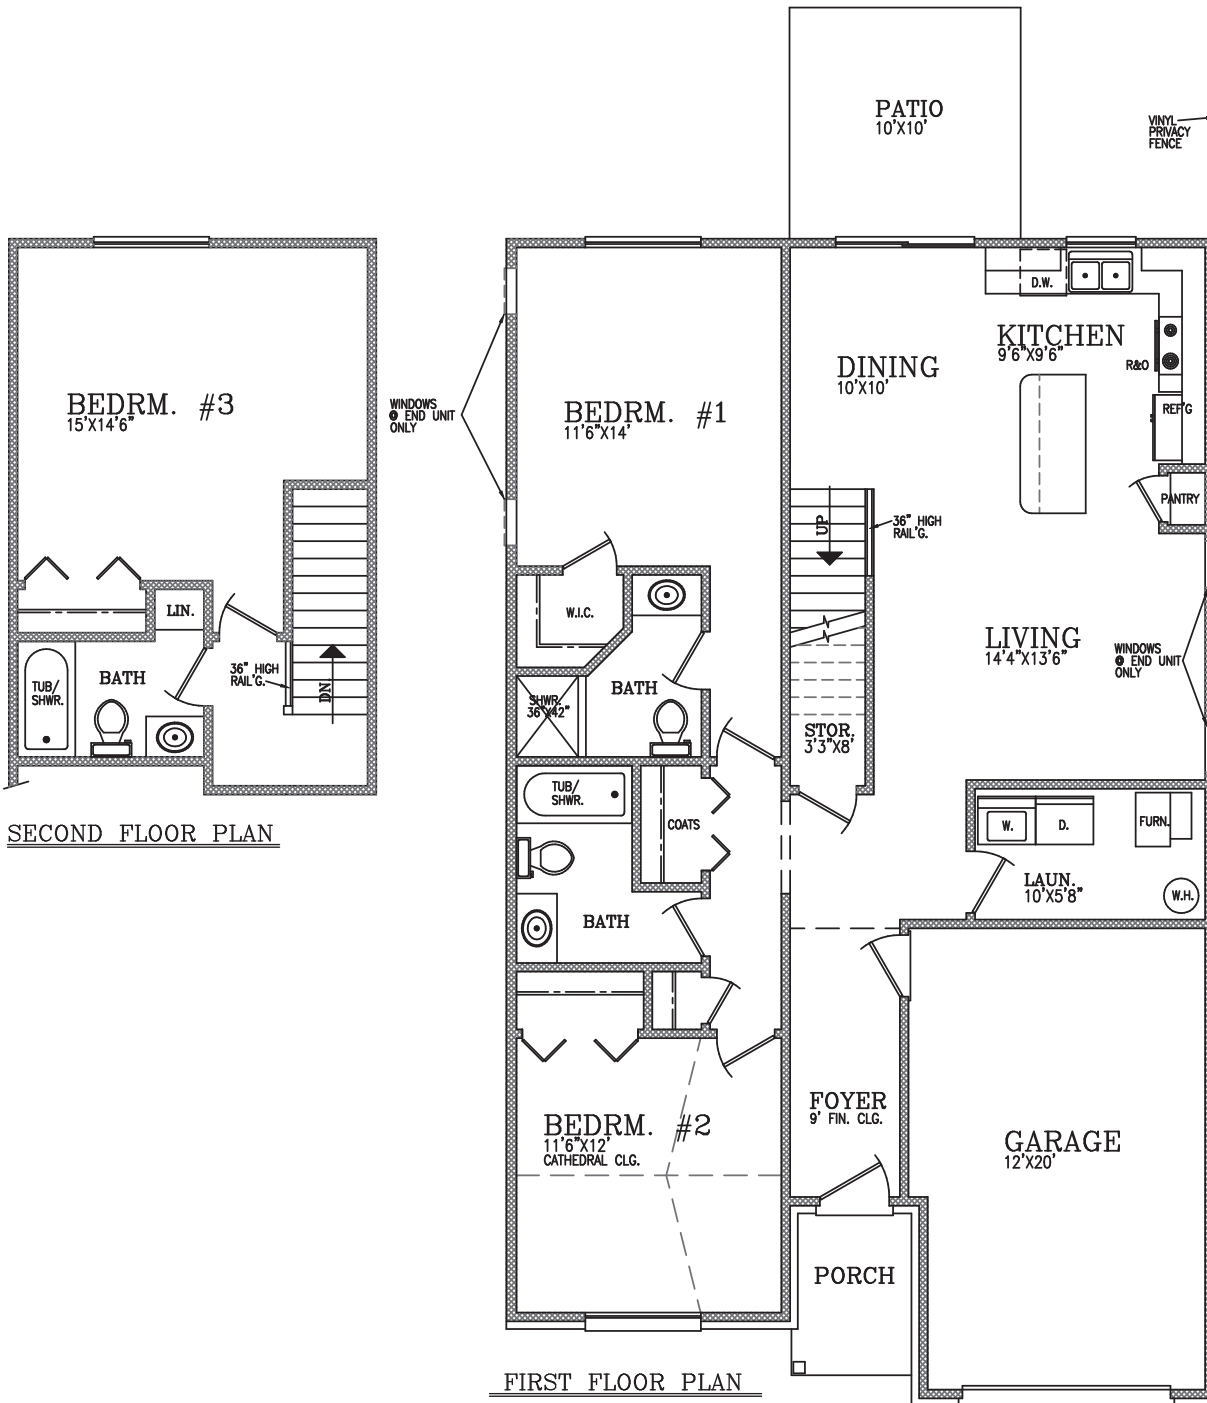 PATIO
10'X10'
VINYL
PRIVACY
FENCE
BEDRM. #3
15'X14'6"
WINDOWS
@ END UNIT
ONLY
LIN.
BATH
TUB/
SHWR.
36" HIGH
RAIL'G.
DN.
SECOND FLOOR PLAN
BEDRM. #1
11'6"X14'
DINING
10'X10'
KITCHEN
9'6"X9'6"
D.W.
R&O
REF'G
PANTRY
UP
36" HIGH
RAIL'G.
W.I.C.
BATH
SHWR.
36"X42"
LIVING
14'4"X13'6"
WINDOWS
@ END UNIT
ONLY
STOR.
3'3"X8'
TUB/
SHWR.
COATS
W.
D.
FURN.
LAUN.
10'X5'8"
W.H.
BATH
FOYER
9' FIN. CLG.
BEDRM. #2
11'6"X12'
CATHEDRAL CLG.
GARAGE
12'X20'
PORCH
FIRST FLOOR PLAN